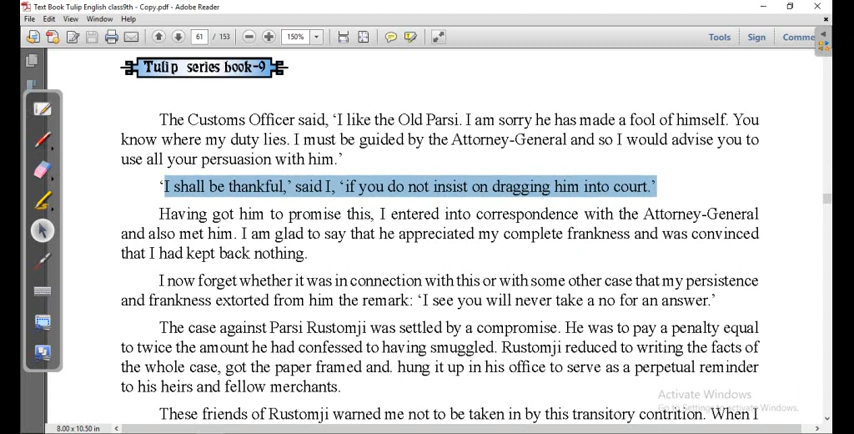 Text Book Tulip English class9th - Copy.pdf - Adobe Reader
File Edit View Window Help
61 / 153 150% Tools Sign Comme
Tulip series book-9
The Customs Officer said, ‘I like the Old Parsi. I am sorry he has made a fool of himself. You
know where my duty lies. I must be guided by the Attorney-General and so I would advise you to
use all your persuasion with him.’
‘I shall be thankful,’ said I, ‘if you do not insist on dragging him into court.’
Having got him to promise this, I entered into correspondence with the Attorney-General
and also met him. I am glad to say that he appreciated my complete frankness and was convinced
that I had kept back nothing.
I now forget whether it was in connection with this or with some other case that my persistence
and frankness extorted from him the remark: ‘I see you will never take a no for an answer.’
The case against Parsi Rustomji was settled by a compromise. He was to pay a penalty equal
to twice the amount he had confessed to having smuggled. Rustomji reduced to writing the facts of
the whole case, got the paper framed and. hung it up in his office to serve as a perpetual reminder
to his heirs and fellow merchants.
Activate Windows
Go to Settings to activate Windows.
These friends of Rustomji warned me not to be taken in by this transitory contrition. When I
8.00 x 10.50 in